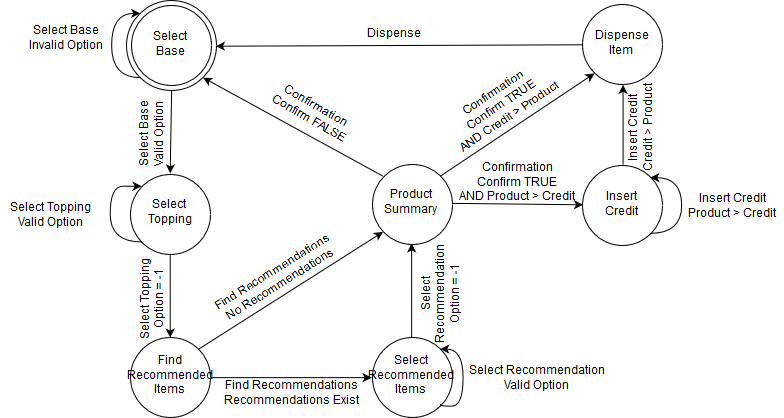 Select Base
Invalid Option
Select
Base
Dispense
Dispense
Item
Confirmation
Confirm FALSE
Confirmation
Confirm TRUE
AND Credit > Product
Select Base
Valid Option
Insert Credit
Credit > Product
Select Topping
Valid Option
Select
Topping
Product
Summary
Confirmation
Confirm TRUE
AND Product > Credit
Insert
Credit
Insert Credit
Product > Credit
Select Topping
Option = -1
Find Recommendations
No Recommendations
Select
Recommendation
Option = -1
Find
Recommended
Items
Find Recommendations
Recommendations Exist
Select
Recommended
Items
Select Recommendation
Valid Option